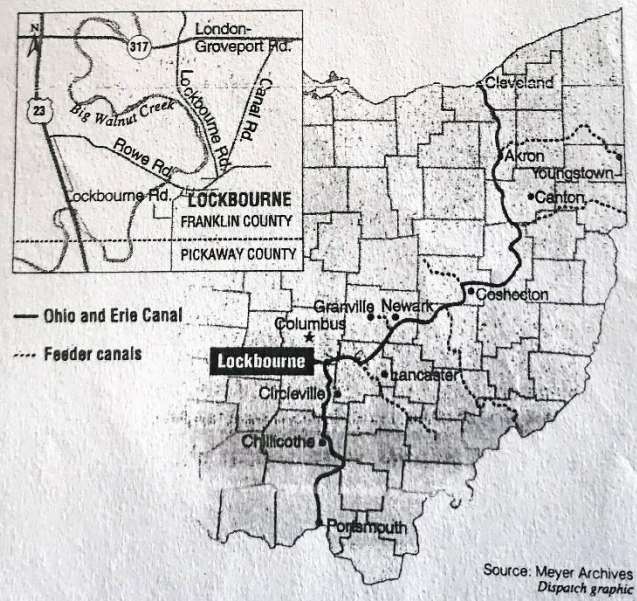 N
317
London-
Groveport Rd.
23
Big Walnut Creek
Lockbourne Rd.
Canal Rd.
Rowe Rd.
Lockbourne Rd.
LOCKBOURNE
FRANKLIN COUNTY
PICKAWAY COUNTY
Ohio and Erie Canal
Feeder canals
Cleveland
Akron
Youngstown
Canton
Coshocton
Granville
Newark
Columbus
Lockbourne
Lancaster
Circleville
Chillicothe
Portsmouth
Source: Meyer Archives
Dispatch graphic